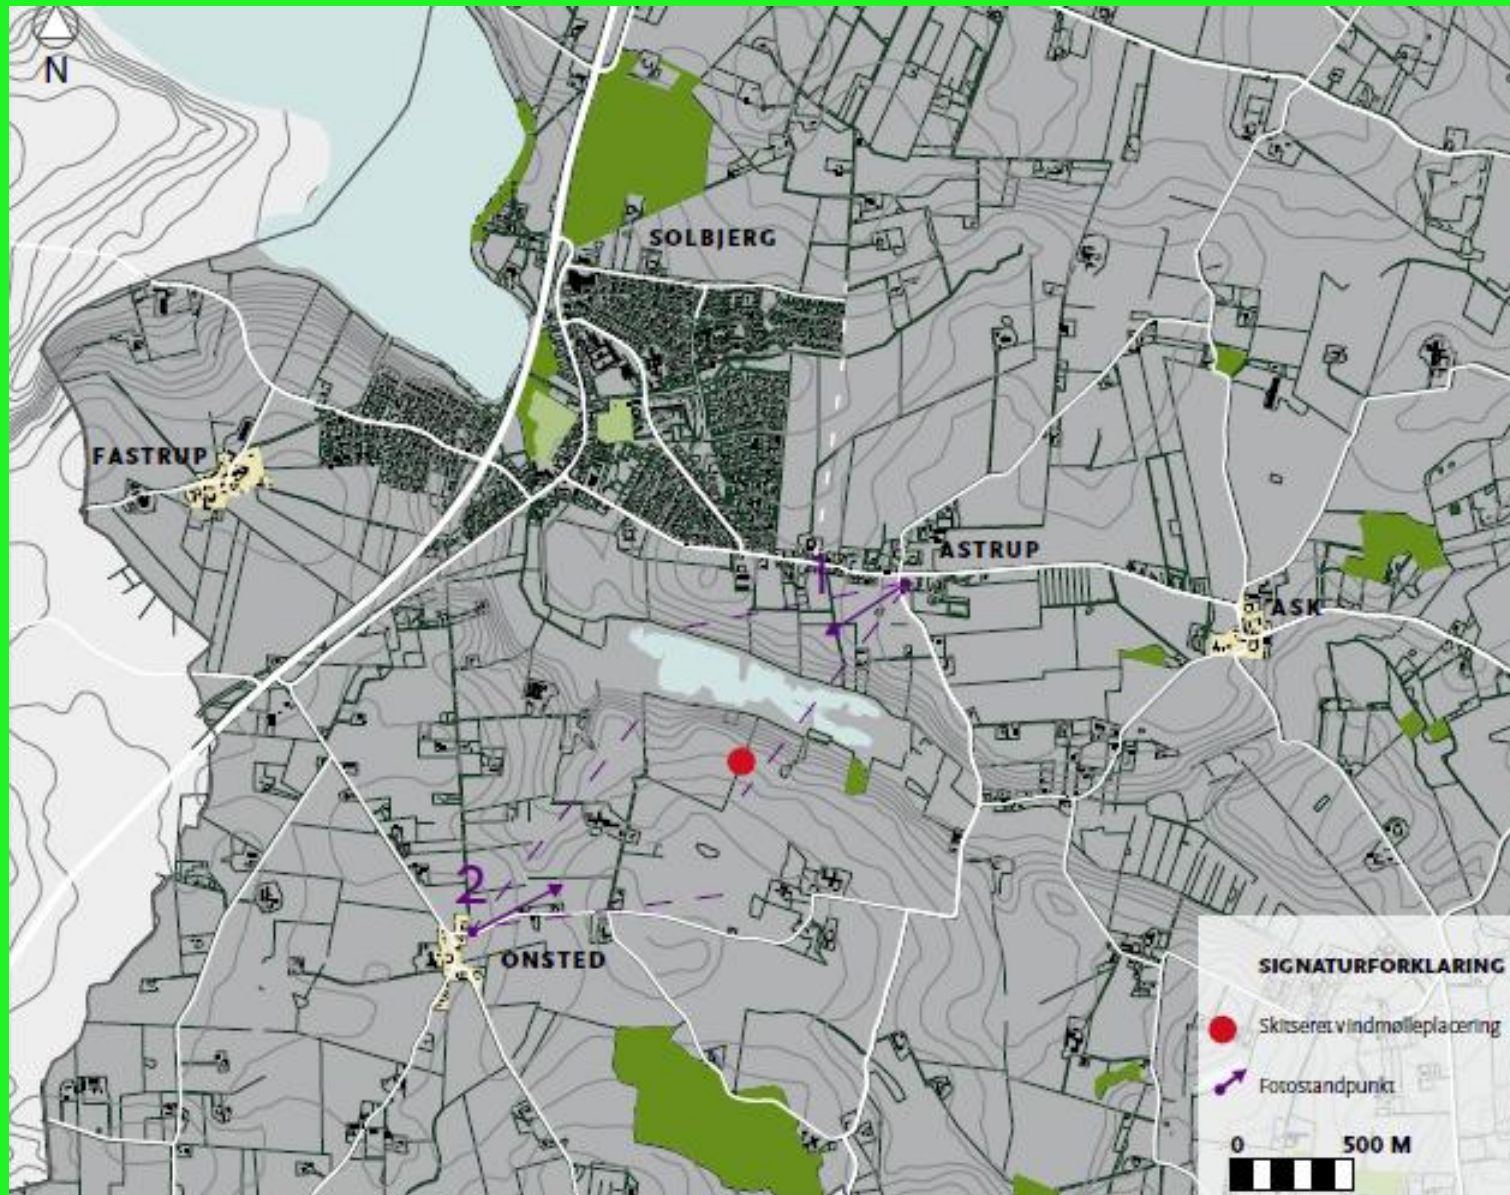 N
SOLBJERG
FASTRUP
ASTRUP
1
ASK
2
ONSTED
SIGNATURFORKLARING
Skitseret vindmølleplacering
Fotostandpunkt
0 500 M